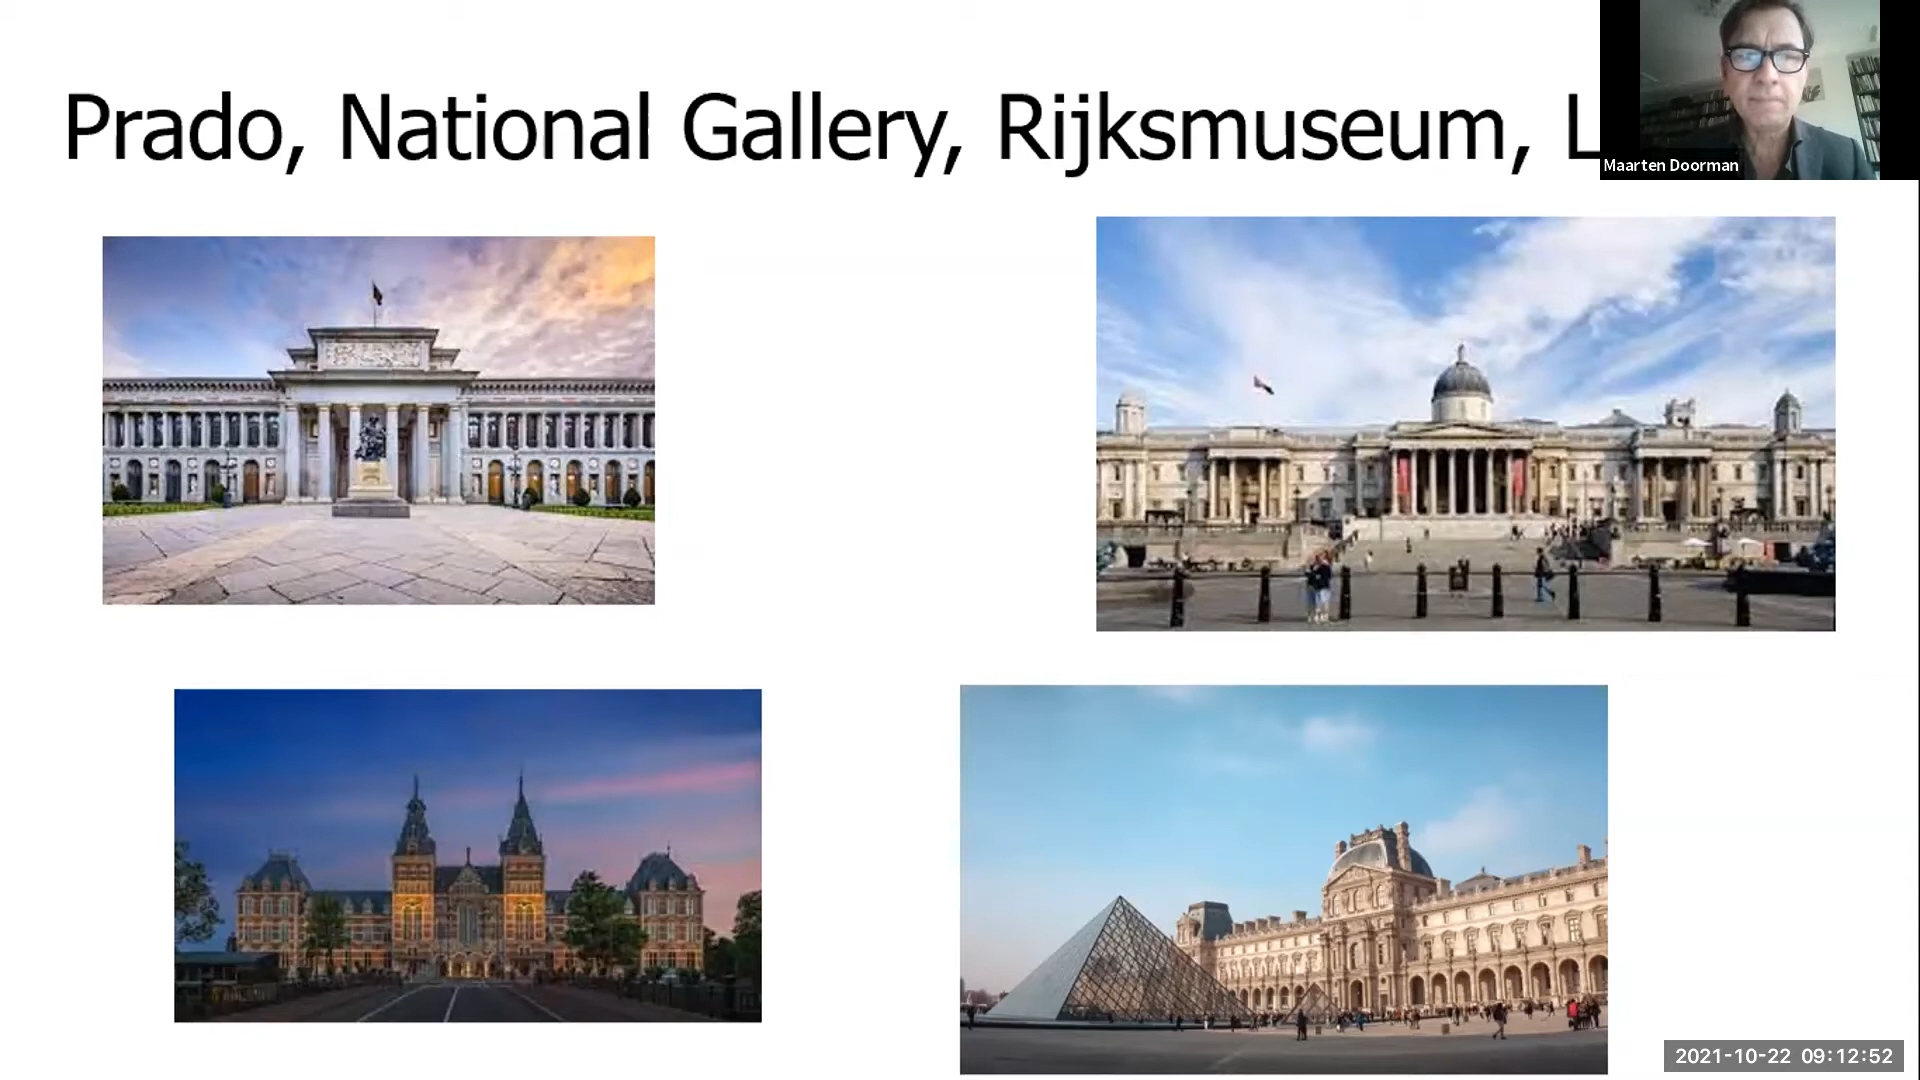 Prado, National Gallery, Rijksmuseum, L
Maarten Doorman
2021-10-22 09:12:52